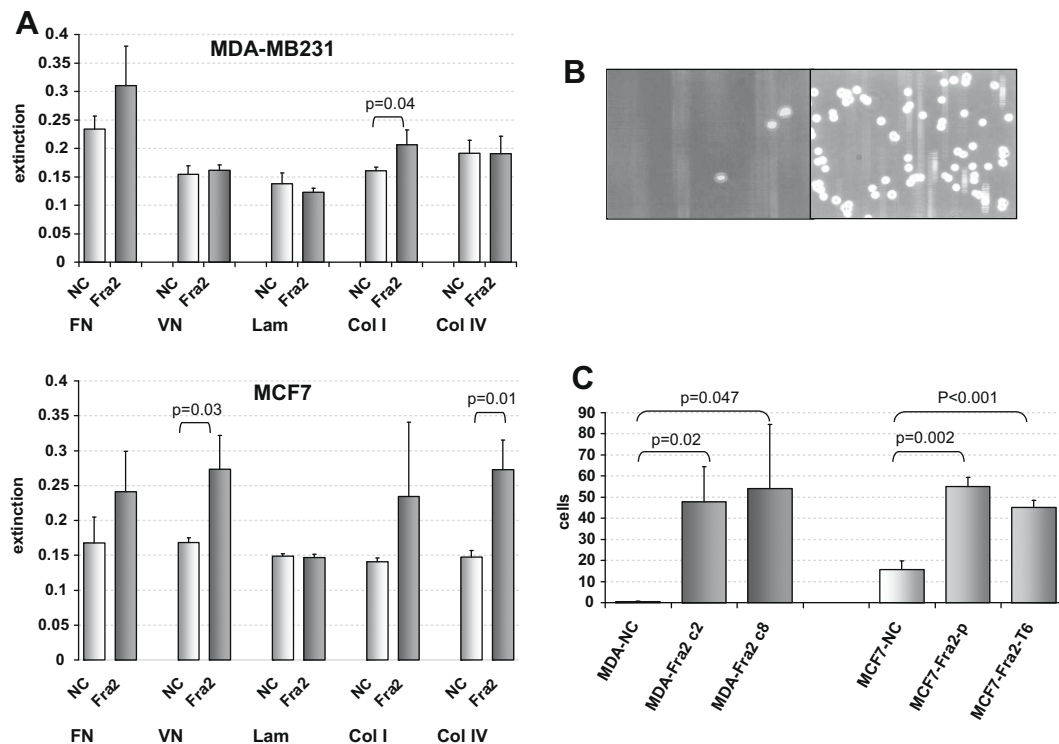 A
MDA-MB231
extinction
0.4
0.35
0.3
0.25
0.2
0.15
0.1
0.05
0
p=0.04
NC Fra2 NC Fra2 NC Fra2 NC Fra2 NC Fra2
FN VN Lam Col I Col IV
MCF7
extinction
0.4
0.35
0.3
0.25
0.2
0.15
0.1
0.05
0
p=0.03
p=0.01
NC Fra2 NC Fra2 NC Fra2 NC Fra2 NC Fra2
FN VN Lam Col I Col IV
B
C
cells
90
80
70
60
50
40
30
20
10
0
p=0.047
p=0.02
P<0.001
p=0.002
MDA-NC
MDA-Fra2 c2
MDA-Fra2 c8
MCF7-NC
MCF7-Fra2-p
MCF7-Fra2-T6